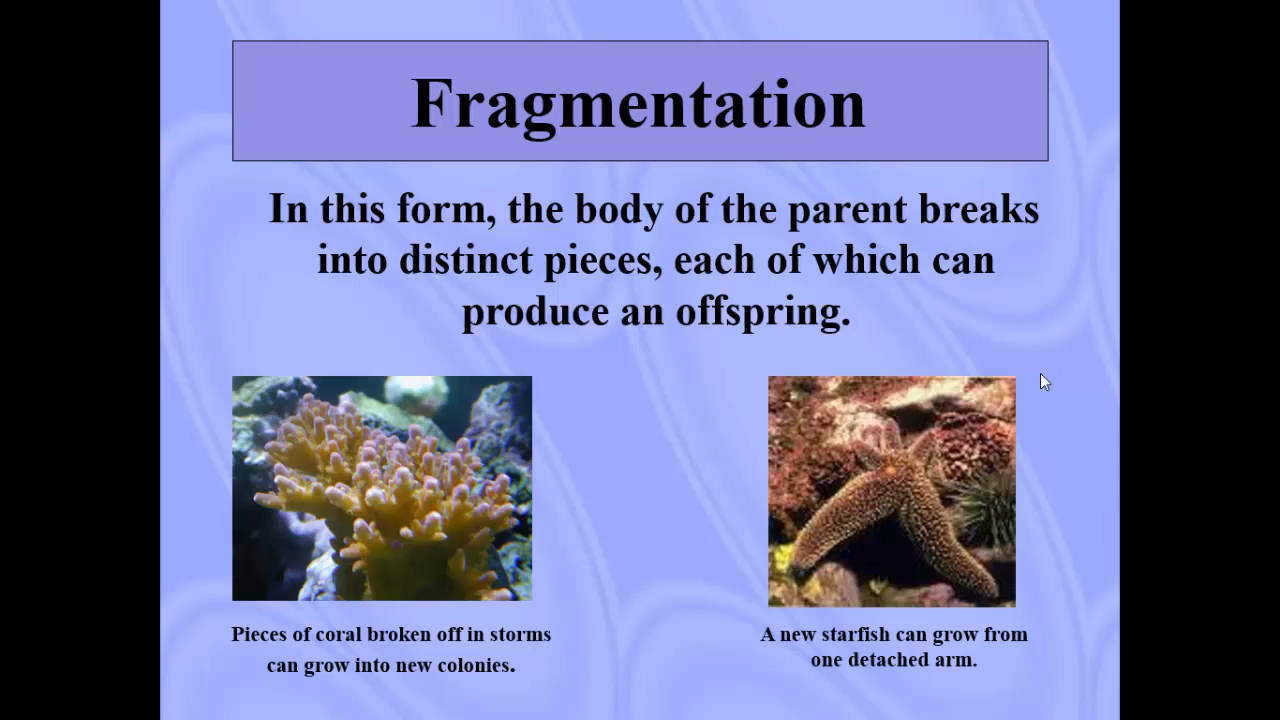 Fragmentation
In this form, the body of the parent breaks
into distinct pieces, each of which can
produce an offspring.
Pieces of coral broken off in storms
can grow into new colonies.
A new starfish can grow from
one detached arm.